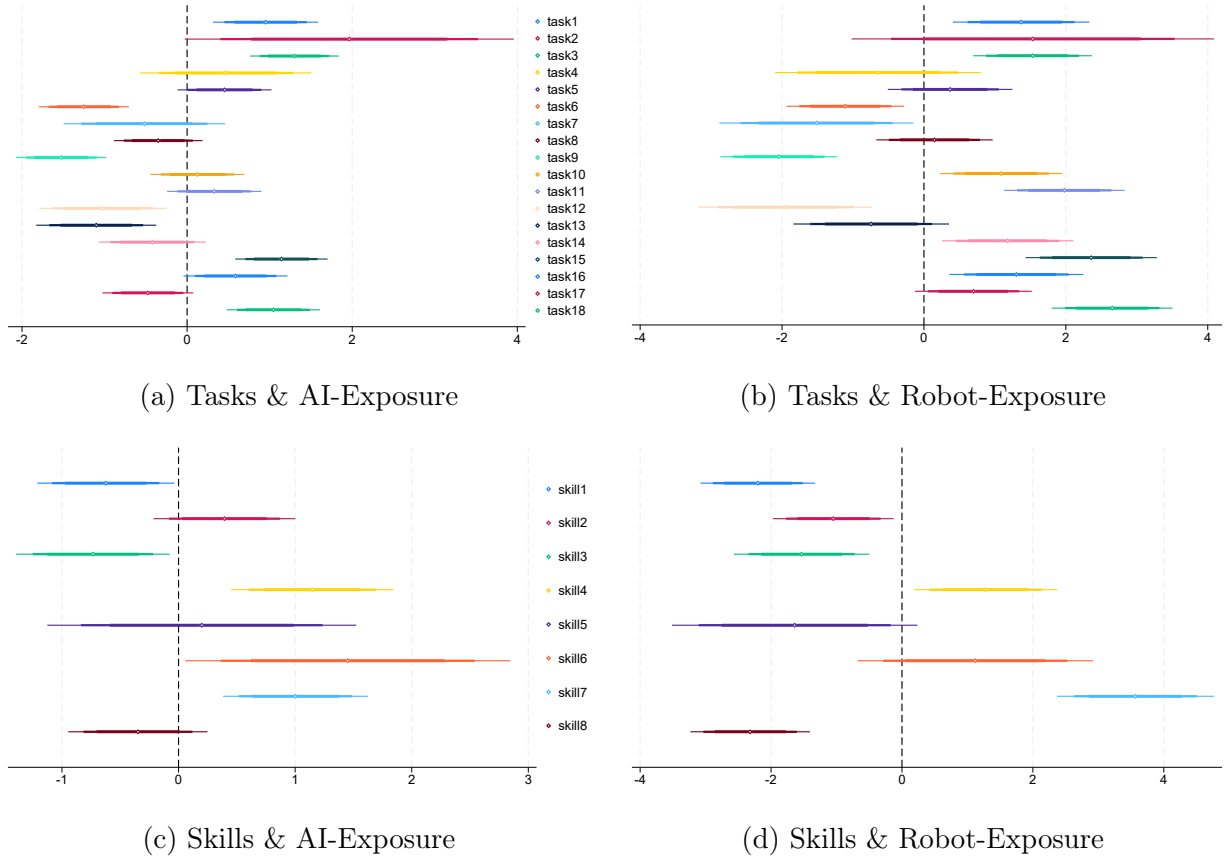 task1
task2
task3
task4
task5
task6
task7
task8
task9
task10
task11
task12
task13
task14
task15
task16
task17
task18
-2 0 2 4
-4 -2 0 2 4
(a) Tasks & AI-Exposure
(b) Tasks & Robot-Exposure
skill1
skill2
skill3
skill4
skill5
skill6
skill7
skill8
-1 0 1 2 3
-4 -2 0 2 4
(c) Skills & AI-Exposure
(d) Skills & Robot-Exposure